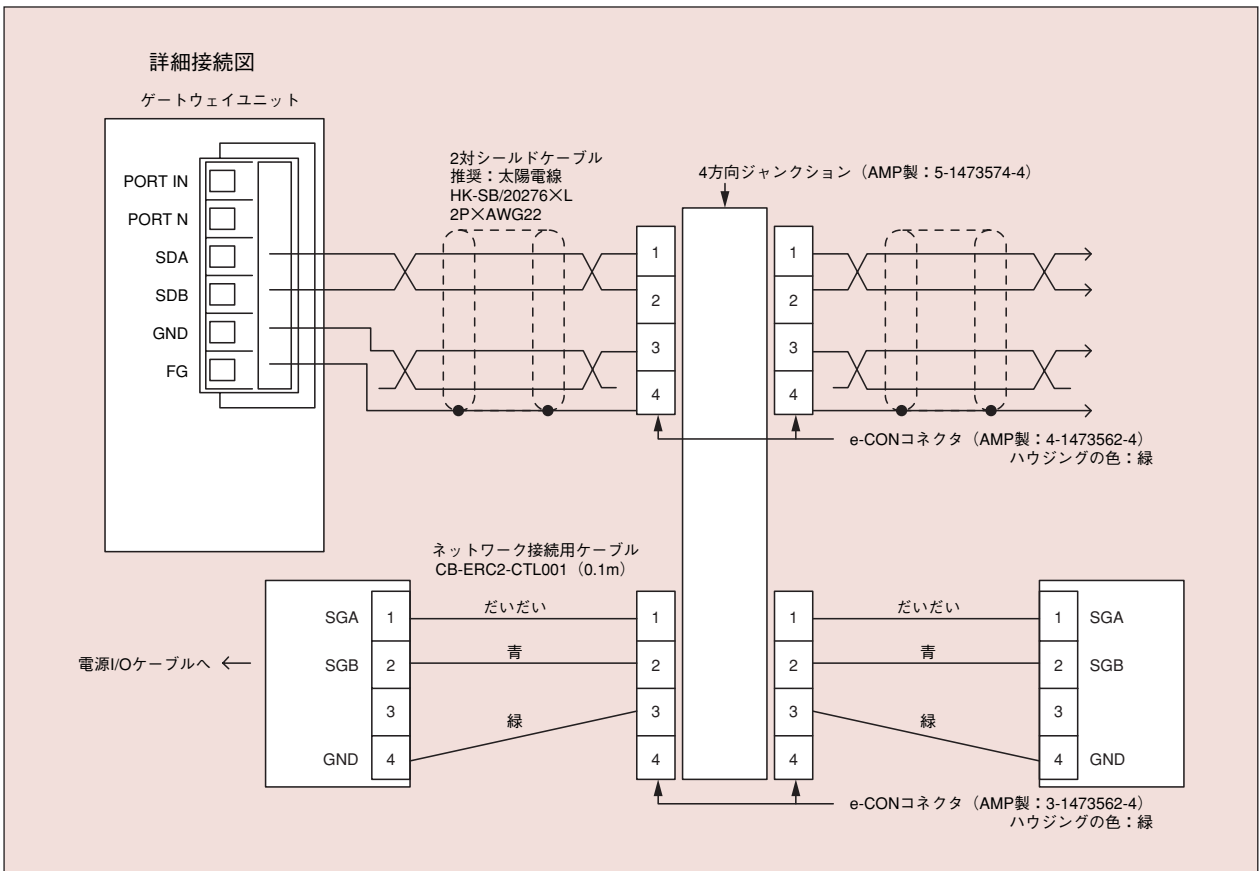 詳細接続図
ゲートウェイユニット
PORT IN
PORT N
SDA
SDB
GND
FG
2対シールドケーブル
推奨：太陽電線
HK-SB/20276×L
2P×AWG22
4方向ジャンクション（AMP製：5-1473574-4）
1
2
3
4
1
2
3
4
e-CONコネクタ（AMP製：4-1473562-4）
ハウジングの色：緑
ネットワーク接続用ケーブル
CB-ERC2-CTL001（0.1m）
電源I/Oケーブルへ
SGA
SGB
GND
1
2
3
4
だいだい
青
緑
1
2
3
4
1
2
3
4
だいだい
青
緑
1
2
3
4
SGA
SGB
GND
e-CONコネクタ（AMP製：3-1473562-4）
ハウジングの色：緑